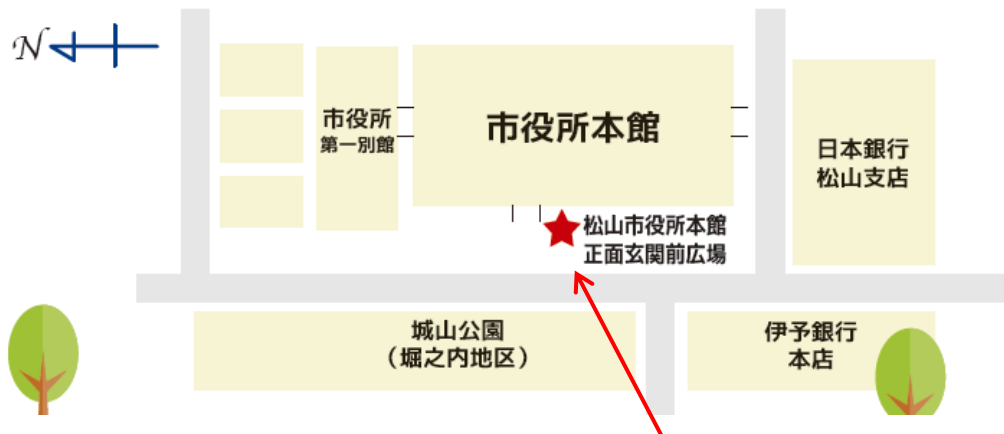 N
市役所
第一別館
市役所本館
日本銀行
松山支店
松山市役所本館
正面玄関前広場
城山公園
（堀之内地区）
伊予銀行
本店